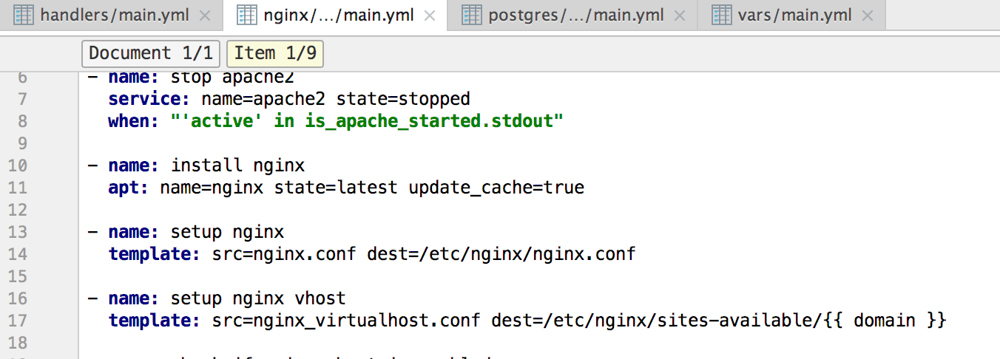 handlers/main.yml nginx/.../main.yml postgres/.../main.yml vars/main.yml
Document 1/1 Item 1/9
6 - name: stop apache2
7 service: name=apache2 state=stopped
8 when: "'active' in is_apache_started.stdout"
9
10 - name: install nginx
11 apt: name=nginx state=latest update_cache=true
12
13 - name: setup nginx
14 template: src=nginx.conf dest=/etc/nginx/nginx.conf
15
16 - name: setup nginx vhost
17 template: src=nginx_virtualhost.conf dest=/etc/nginx/sites-available/{{ domain }}
18